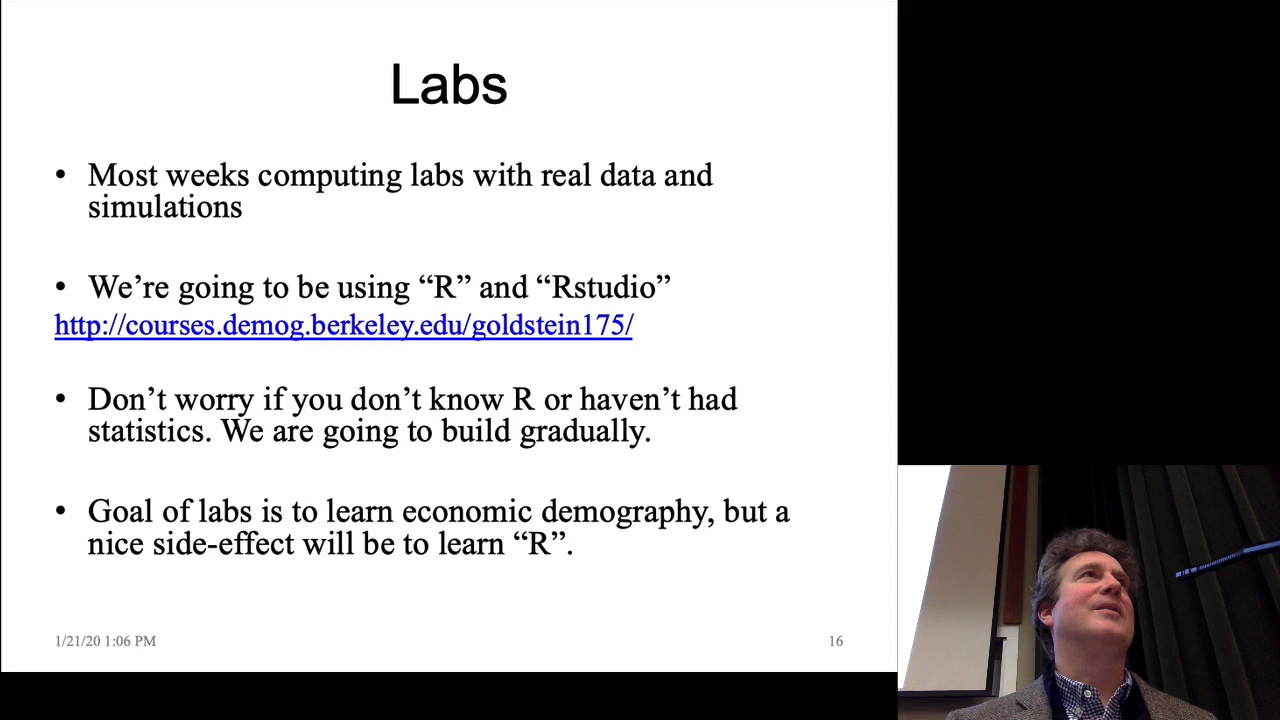 Labs
• Most weeks computing labs with real data and
simulations
• We’re going to be using “R” and “Rstudio”
http://courses.demog.berkeley.edu/goldstein175/
• Don’t worry if you don’t know R or haven’t had
statistics. We are going to build gradually.
• Goal of labs is to learn economic demography, but a
nice side-effect will be to learn “R”.
1/21/20 1:06 PM
16